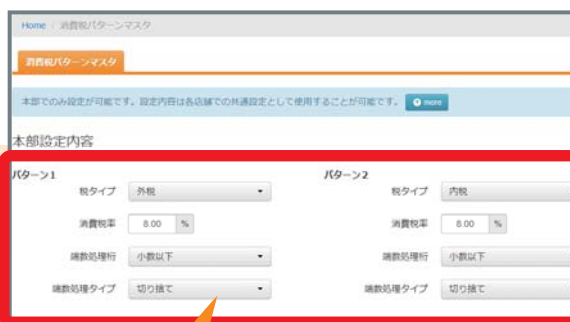 Home / 消費税パターンマスタ
消費税パターンマスタ
本部でのみ設定が可能です。設定内容は各店舗での共通設定として使用することが可能です。 more
本部設定内容
パターン1 パターン2
税タイプ 外税 税タイプ 内税
消費税率 8.00 % 消費税率 8.00 %
端数処理桁 小数以下 端数処理桁 小数以下
端数処理タイプ 切り捨て 端数処理タイプ 切り捨て